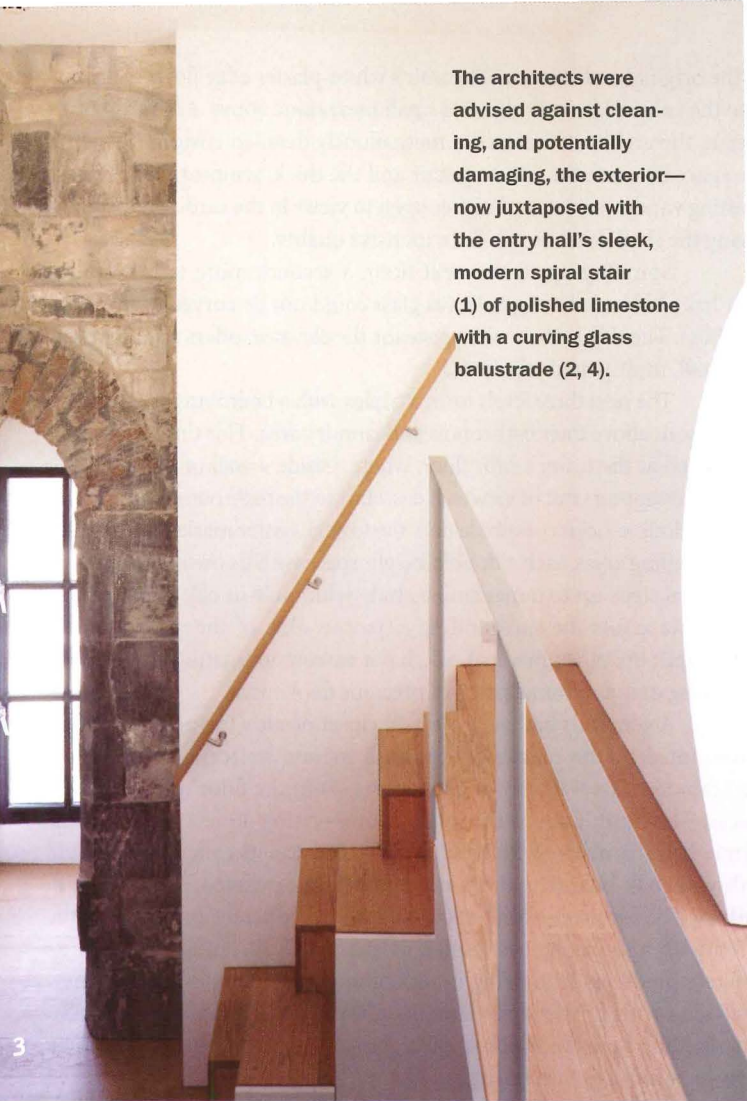 The architects were
advised against clean-
ing, and potentially
damaging, the exterior—
now juxtaposed with
the entry hall's sleek,
modern spiral stair
(1) of polished limestone
with a curving glass
balustrade (2, 4).
3